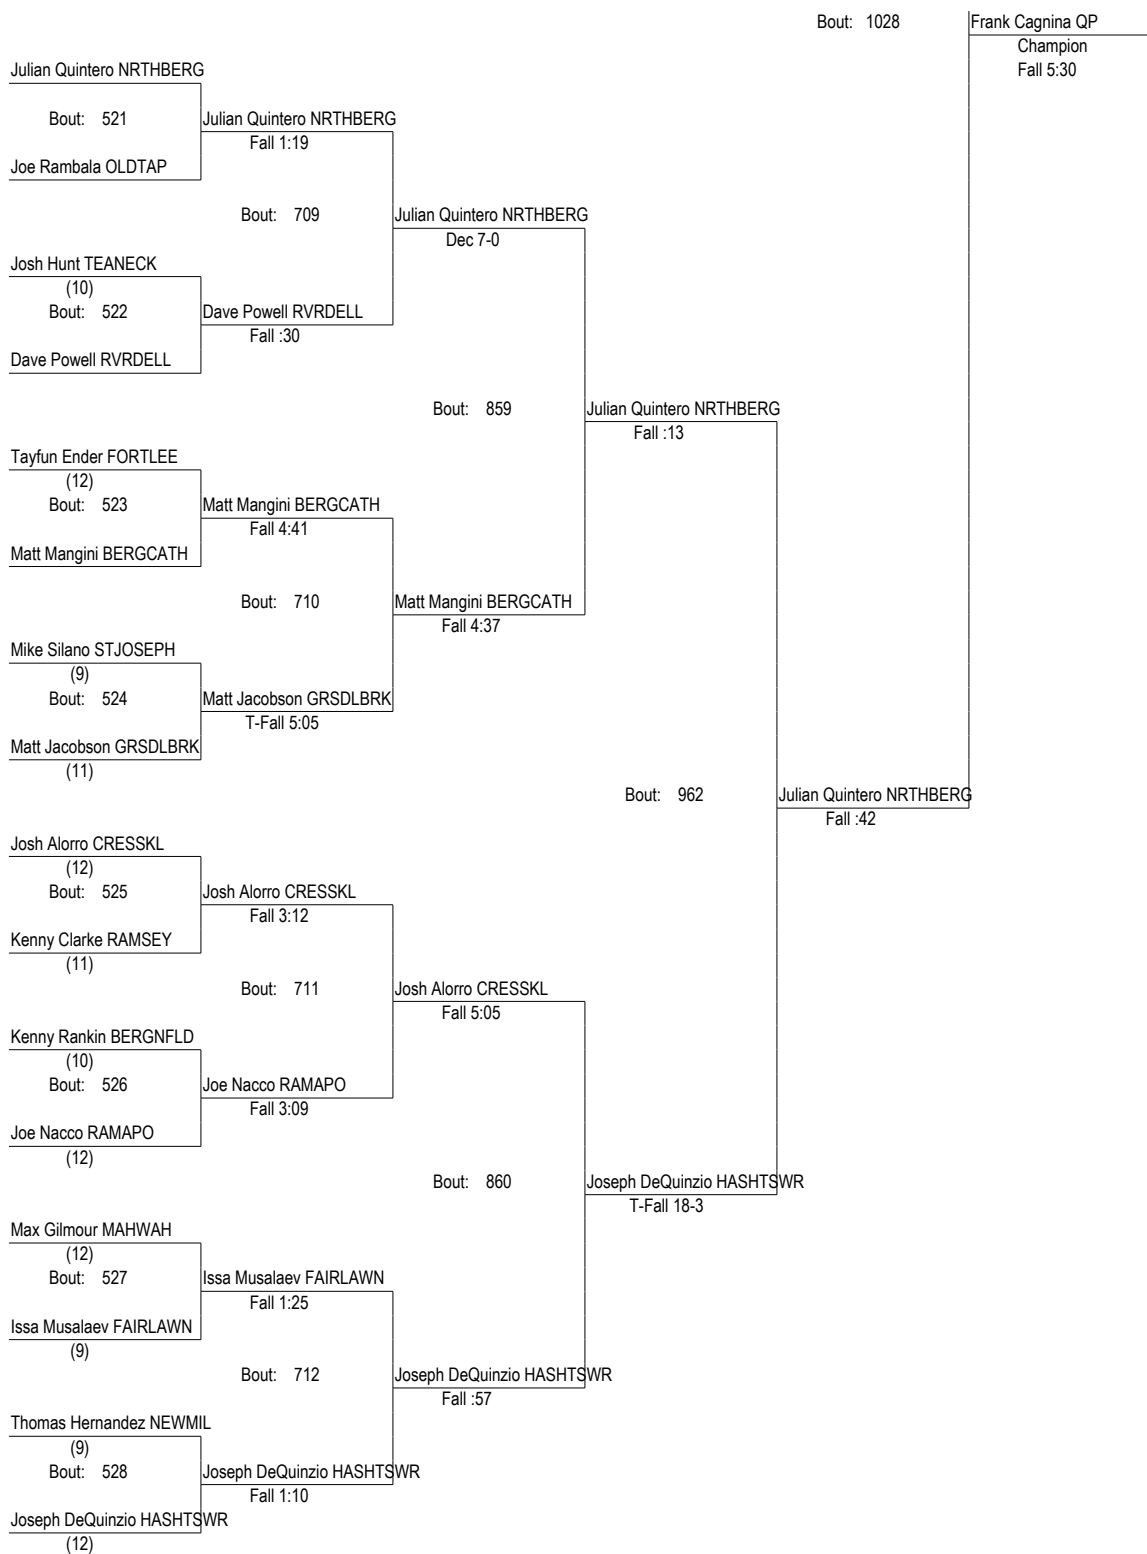 Bout: 1028
Frank Cagnina QP
Champion
Fall 5:30
Julian Quintero NRTHBERG
Bout: 521
Julian Quintero NRTHBERG
Fall 1:19
Joe Rambala OLDTAP
Bout: 709
Julian Quintero NRTHBERG
Dec 7-0
Josh Hunt TEANECK
(10)
Bout: 522
Dave Powell RVRDELL
Fall :30
Dave Powell RVRDELL
Bout: 859
Julian Quintero NRTHBERG
Fall :13
Tayfun Ender FORTLEE
(12)
Bout: 523
Matt Mangini BERGCATH
Fall 4:41
Matt Mangini BERGCATH
Bout: 710
Matt Mangini BERGCATH
Fall 4:37
Mike Silano STJOSEPH
(9)
Bout: 524
Matt Jacobson GRSDLBRK
T-Fall 5:05
Matt Jacobson GRSDLBRK
(11)
Bout: 962
Julian Quintero NRTHBERG
Fall :42
Josh Alorro CRESSKL
(12)
Bout: 525
Josh Alorro CRESSKL
Fall 3:12
Kenny Clarke RAMSEY
(11)
Bout: 711
Josh Alorro CRESSKL
Fall 5:05
Kenny Rankin BERGNFLD
(10)
Bout: 526
Joe Nacco RAMAPO
Fall 3:09
Joe Nacco RAMAPO
(12)
Bout: 860
Joseph DeQuinzio HASHTSWR
T-Fall 18-3
Max Gilmour MAHWAH
(12)
Bout: 527
Issa Musalaev FAIRLAWN
Fall 1:25
Issa Musalaev FAIRLAWN
(9)
Bout: 712
Joseph DeQuinzio HASHTSWR
Fall :57
Thomas Hernandez NEWMIL
(9)
Bout: 528
Joseph DeQuinzio HASHTSWR
Fall 1:10
Joseph DeQuinzio HASHTSWR
(12)